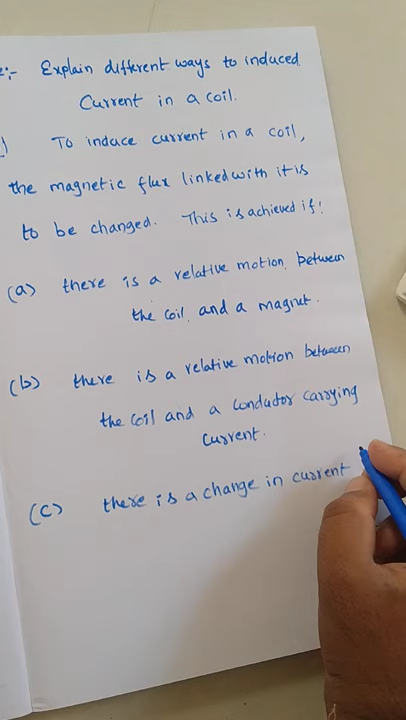 :- Explain different ways to induced
Current in a coil.
) To induce current in a coil,
the magnetic flux linked with it is
to be changed. This is achieved if:
(a) there is a relative motion between
the coil and a magnet.
(b) there is a relative motion between
the coil and a conductor carrying
current.
(c) there is a change in current